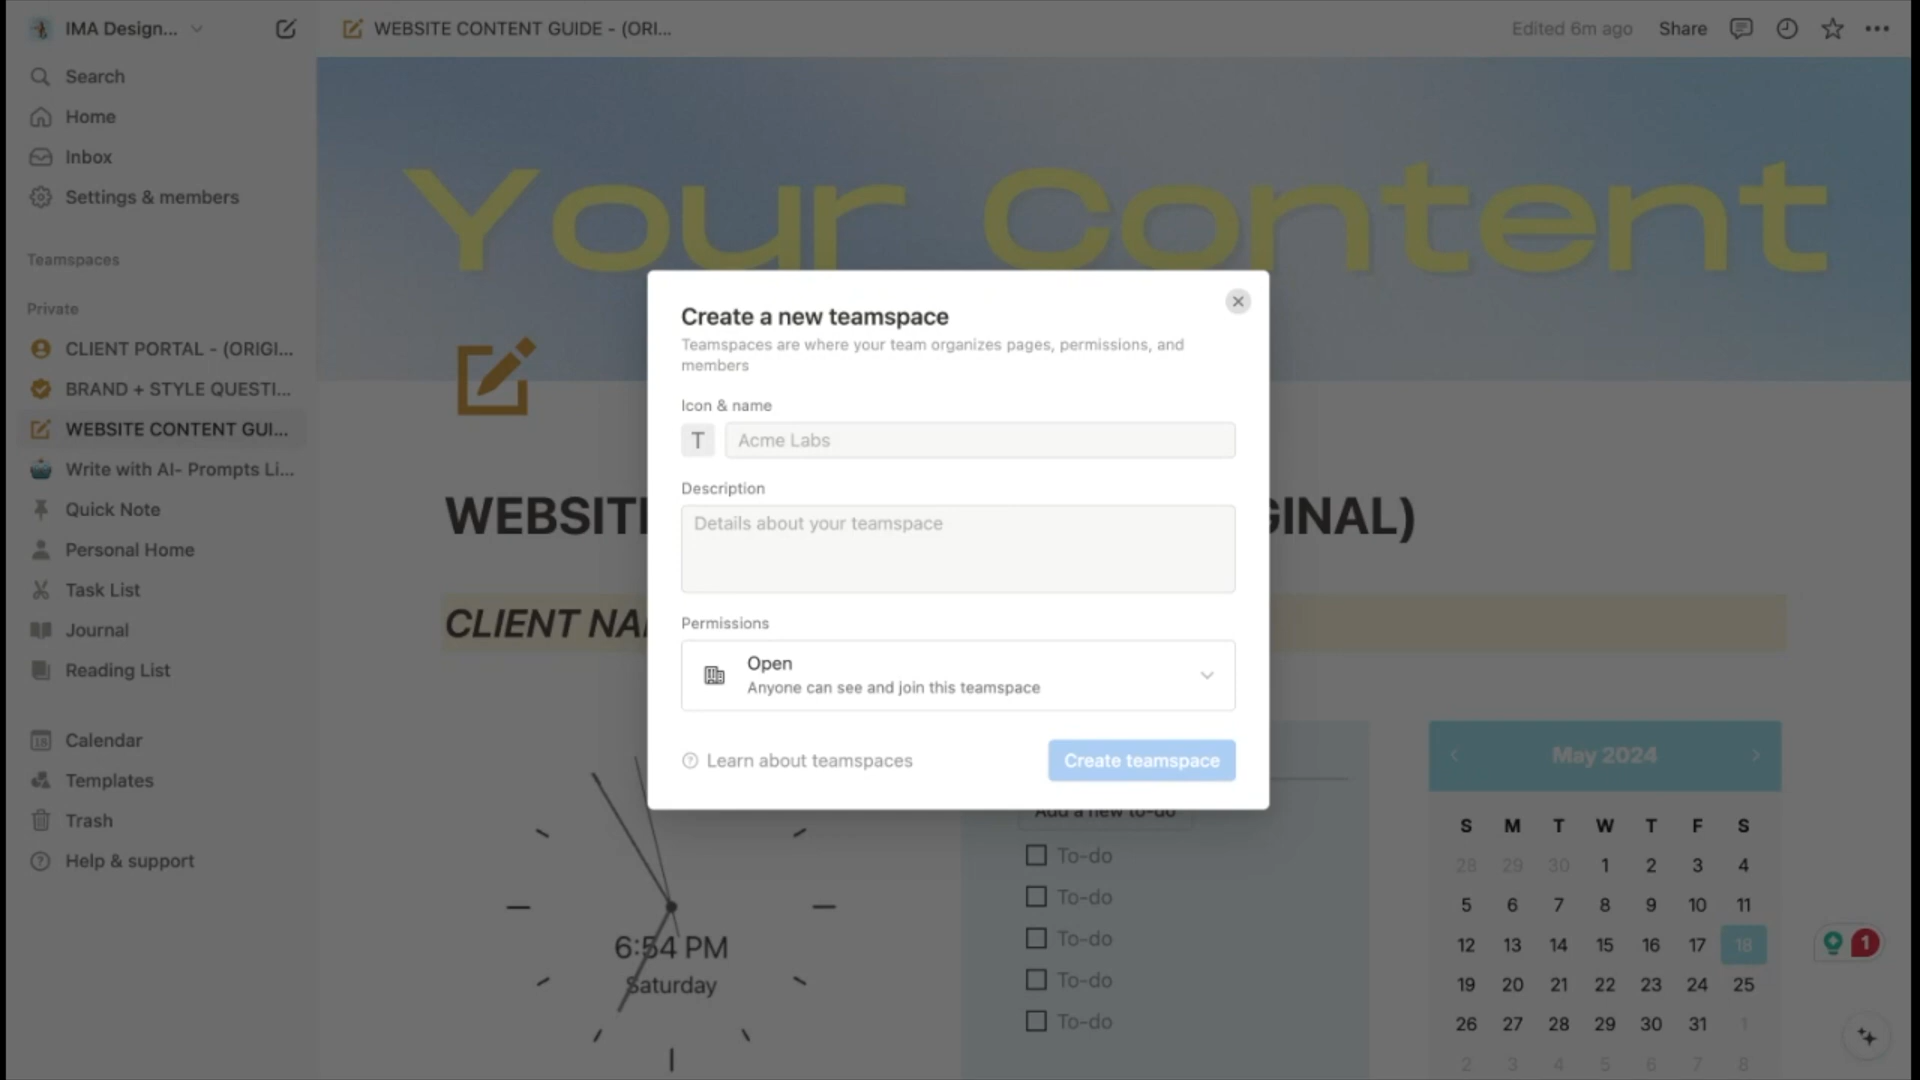 IMA Design...
WEBSITE CONTENT GUIDE - (ORI...
Edited 6m ago
Share
Search
Home
Inbox
Settings & members
Teamspaces
Private
CLIENT PORTAL - (ORIGI...
BRAND + STYLE QUESTI...
WEBSITE CONTENT GUI...
Write with AI- Prompts Li...
Quick Note
Personal Home
Task List
Journal
Reading List
18
Calendar
Templates
Trash
Help & support
Your Content
Create a new teamspace
Teamspaces are where your team organizes pages, permissions, and
members
Icon & name
T
Acme Labs
Description
Details about your teamspace
Permissions
Open
Anyone can see and join this teamspace
Learn about teamspaces
Create teamspace
CLIENT
6:54 PM
Saturday
Add a new to-do
To-do
To-do
To-do
To-do
To-do
May 2024
S M T W T F S
28 29 30 1 2 3 4
5 6 7 8 9 10 11
12 13 14 15 16 17 18
19 20 21 22 23 24 25
26 27 28 29 30 31 1
2 3 4 5 6 7 8
1